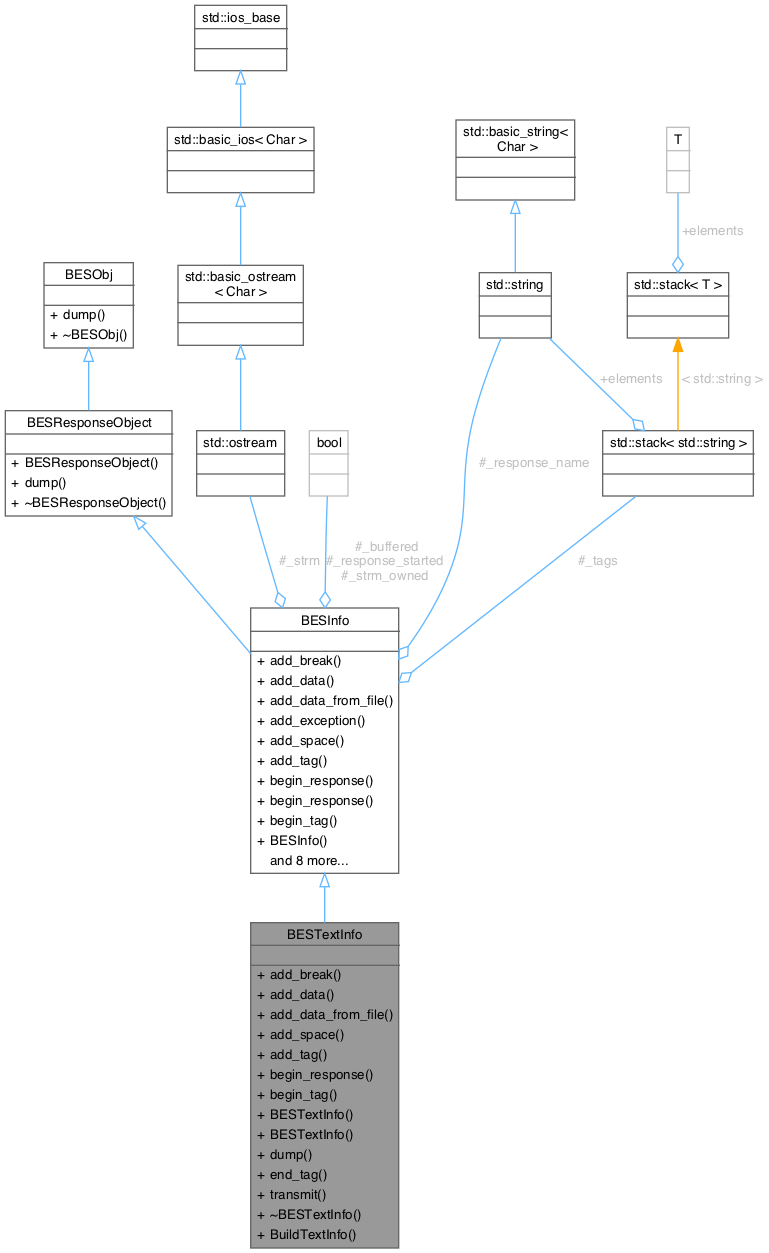 std::ios_base
std::basic_ios< Char >
std::basic_string<
Char >
T
+elements
BESObj
+ dump()
+ ~BESObj()
std::basic_ostream
< Char >
std::string
std::stack< T >
+elements
< std::string >
BESResponseObject
+ BESResponseObject()
+ dump()
+ ~BESResponseObject()
std::ostream
bool
#_response_name
std::stack< std::string >
#_strm
#_buffered
#_response_started
#_strm_owned
#_tags
BESInfo
+ add_break()
+ add_data()
+ add_data_from_file()
+ add_exception()
+ add_space()
+ add_tag()
+ begin_response()
+ begin_response()
+ begin_tag()
+ BESInfo()
and 8 more...
BESTextInfo
+ add_break()
+ add_data()
+ add_data_from_file()
+ add_space()
+ add_tag()
+ begin_response()
+ begin_tag()
+ BESTextInfo()
+ BESTextInfo()
+ dump()
+ end_tag()
+ transmit()
+ ~BESTextInfo()
+ BuildTextInfo()